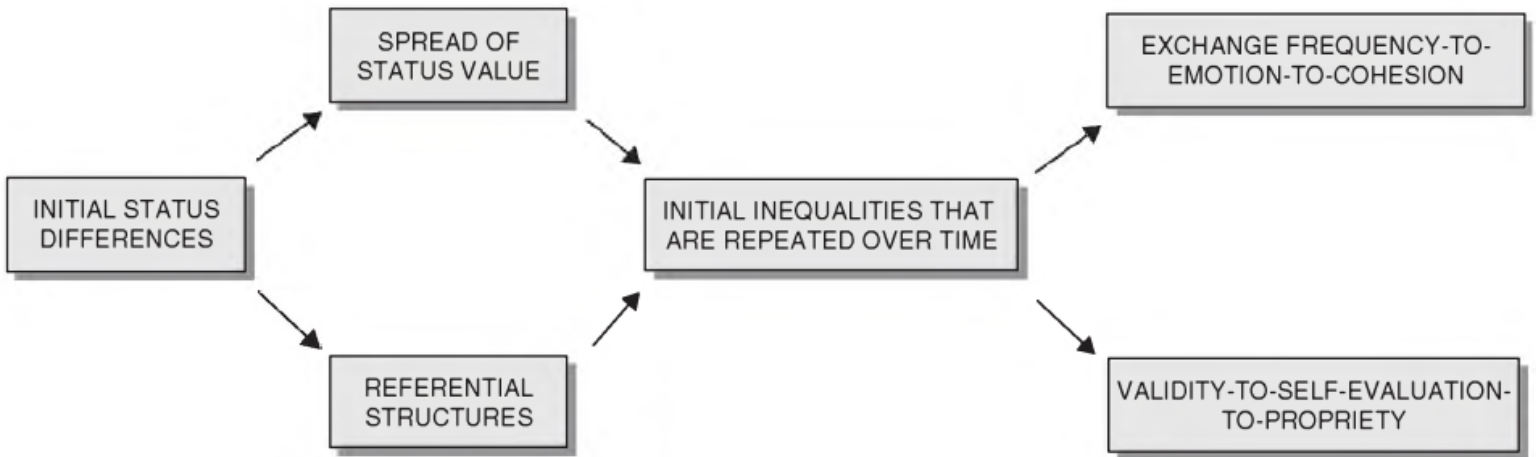 SPREAD OF
STATUS VALUE
EXCHANGE FREQUENCY-TO-
EMOTION-TO-COHESION
INITIAL STATUS
DIFFERENCES
INITIAL INEQUALITIES THAT
ARE REPEATED OVER TIME
REFERENTIAL
STRUCTURES
VALIDITY-TO-SELF-EVALUATION-
TO-PROPRIETY